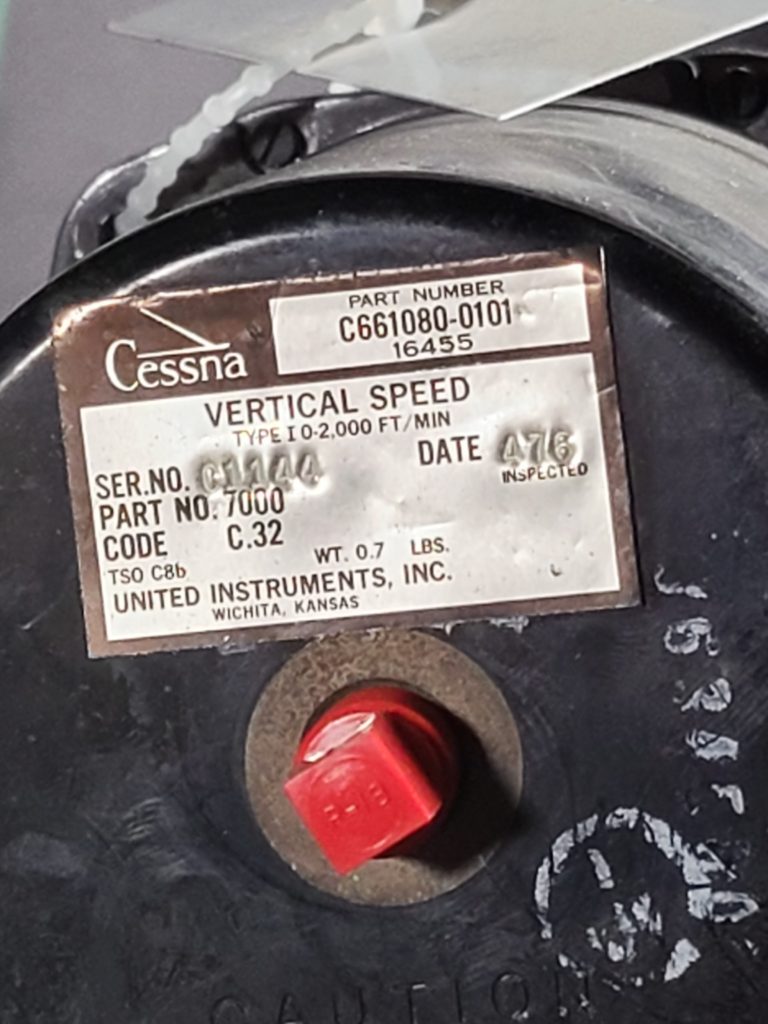 Cessna
PART NUMBER
C661080-0101
16455
VERTICAL SPEED
TYPE I 0-2,000 FT/MIN
DATE 476
INSPECTED
SER.NO. C1144
PART NO. 7000
CODE C.32
WT. 0.7 LBS.
TSO C8b
UNITED INSTRUMENTS, INC.
WICHITA, KANSAS
CAUTION